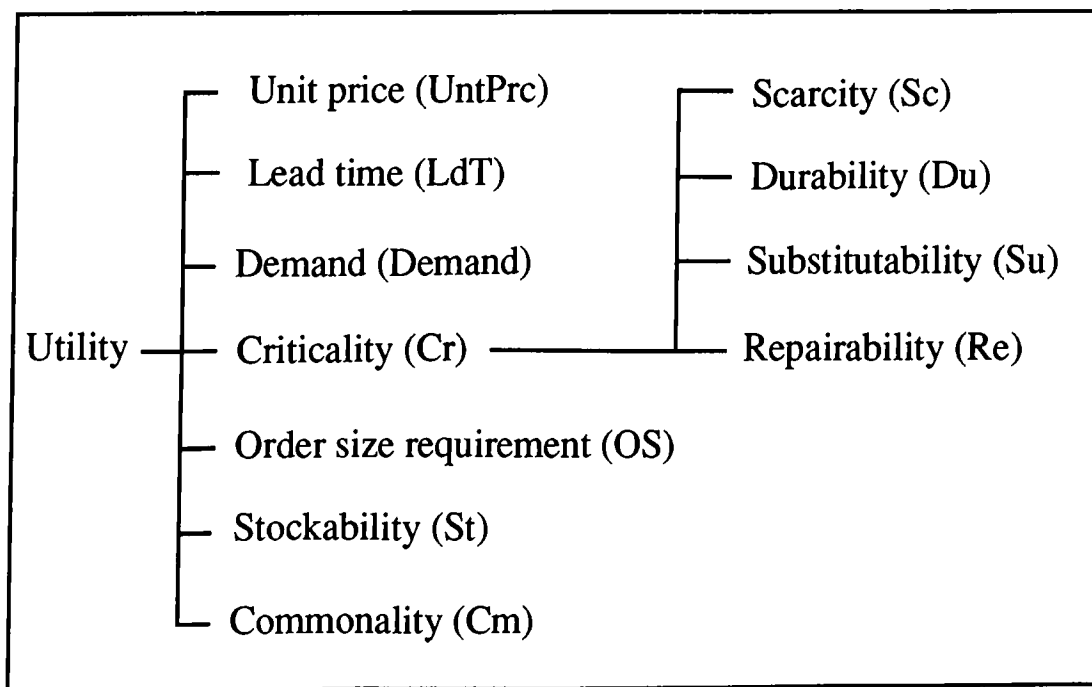 Unit price (UntPrc)
Lead time (LdT)
Demand (Demand)
Utility
Criticality (Cr)
Order size requirement (OS)
Stockability (St)
Commonality (Cm)
Scarcity (Sc)
Durability (Du)
Substitutability (Su)
Repairability (Re)